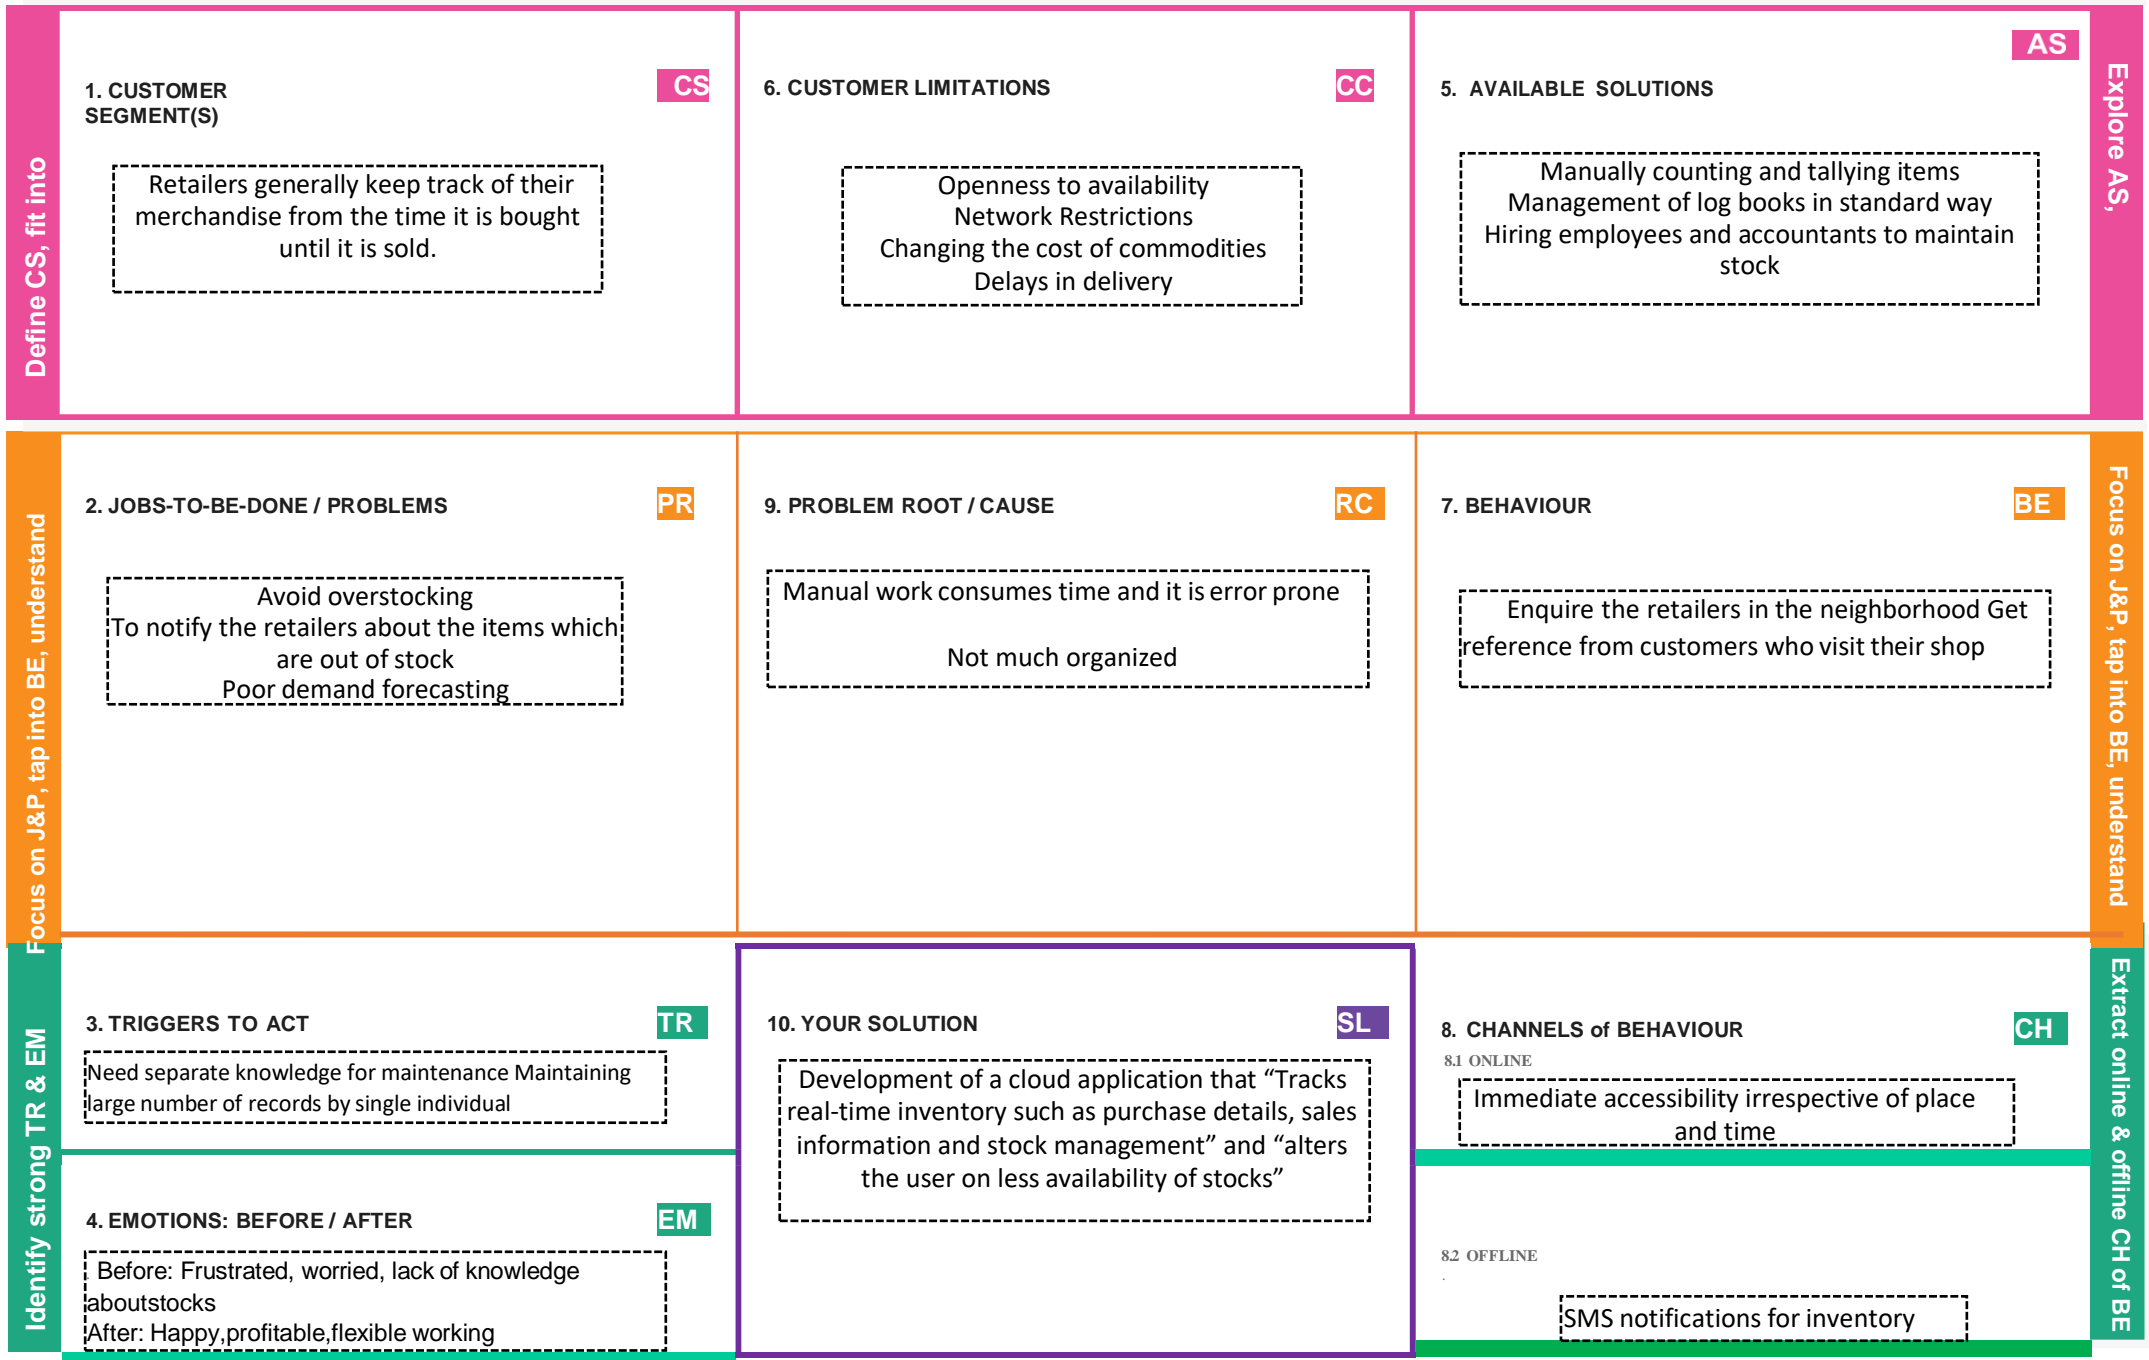 Define CS, fit into
1. CUSTOMER
SEGMENT(S)
CS
Retailers generally keep track of their
merchandise from the time it is bought
until it is sold.
6. CUSTOMER LIMITATIONS
CC
Openness to availability
Network Restrictions
Changing the cost of commodities
Delays in delivery
5. AVAILABLE SOLUTIONS
AS
Manually counting and tallying items
Management of log books in standard way
Hiring employees and accountants to maintain
stock
Explore AS,
Focus on J&P, tap into BE, understand
2. JOBS-TO-BE-DONE / PROBLEMS
PR
Avoid overstocking
To notify the retailers about the items which
are out of stock
Poor demand forecasting
9. PROBLEM ROOT / CAUSE
RC
Manual work consumes time and it is error prone
Not much organized
7. BEHAVIOUR
BE
Enquire the retailers in the neighborhood Get
reference from customers who visit their shop
Focus on J&P, tap into BE, understand
Identify strong TR & EM
3. TRIGGERS TO ACT
TR
Need separate knowledge for maintenance Maintaining
large number of records by single individual
4. EMOTIONS: BEFORE / AFTER
EM
Before: Frustrated, worried, lack of knowledge
aboutstocks
After: Happy,profitable,flexible working
10. YOUR SOLUTION
SL
Development of a cloud application that “Tracks
real-time inventory such as purchase details, sales
information and stock management” and “alters
the user on less availability of stocks”
8. CHANNELS of BEHAVIOUR
CH
8.1 ONLINE
Immediate accessibility irrespective of place
and time
8.2 OFFLINE
.
SMS notifications for inventory
Extract online & offline CH of BE